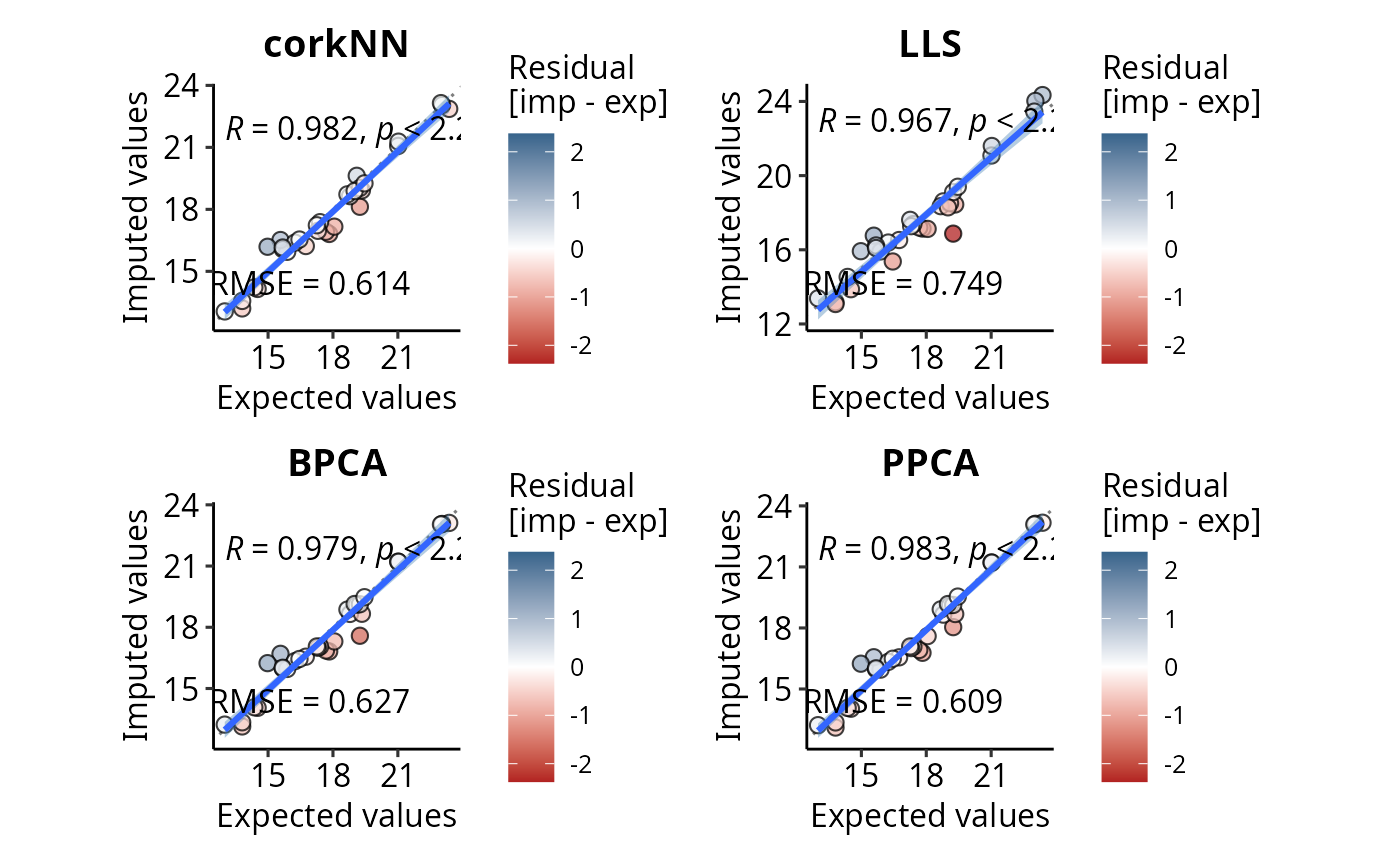 corkNN
24
21
18
15
Imputed values
R = 0.982, p < 2.2
RMSE = 0.614
15 18 21
Expected values
Residual
[imp - exp]
2
1
0
-1
-2
LLS
24
20
16
12
Imputed values
R = 0.967, p < 2.2
RMSE = 0.749
15 18 21
Expected values
Residual
[imp - exp]
2
1
0
-1
-2
BPCA
24
21
18
15
Imputed values
R = 0.979, p < 2.2
RMSE = 0.627
15 18 21
Expected values
Residual
[imp - exp]
2
1
0
-1
-2
PPCA
24
21
18
15
Imputed values
R = 0.983, p < 2.2
RMSE = 0.609
15 18 21
Expected values
Residual
[imp - exp]
2
1
0
-1
-2